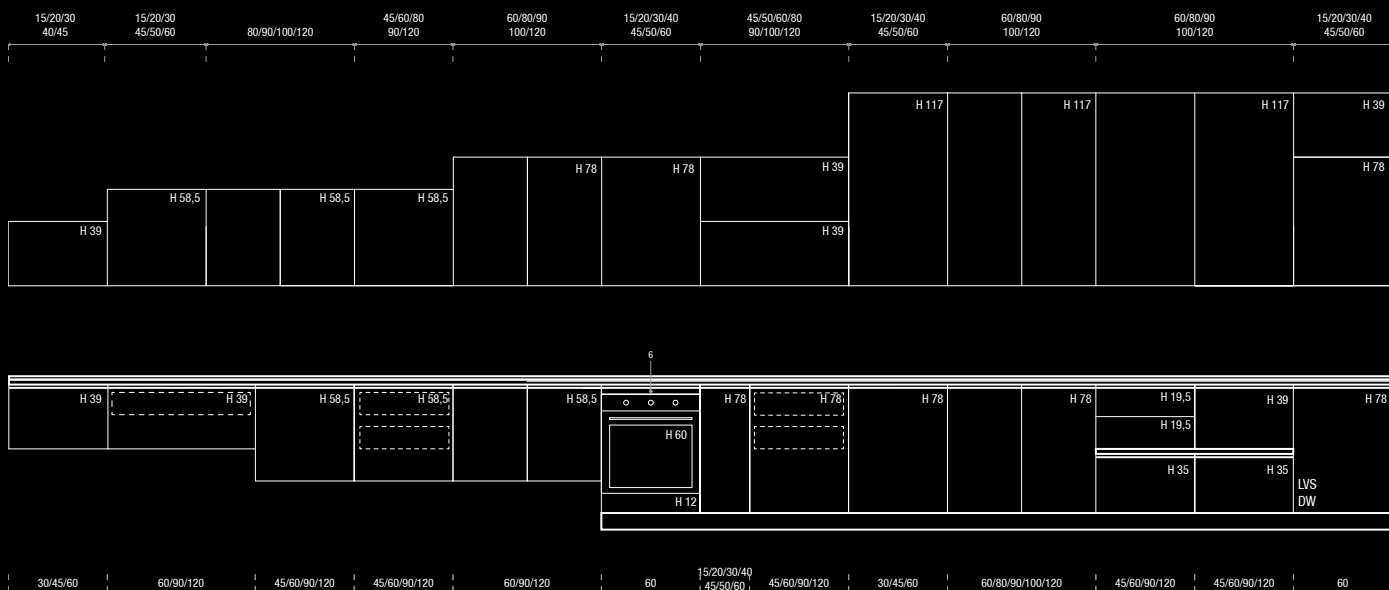 15/20/30
40/45
15/20/30
45/50/60
80/90/100/120
45/60/80
90/120
60/80/90
100/120
15/20/30/40
45/50/60
45/50/60/80
90/100/120
15/20/30/40
45/50/60
60/80/90
100/120
60/80/90
100/120
15/20/30/40
45/50/60
H 39
H 58,5
H 58,5
H 58,5
H 78
H 78
H 39
H 39
H 117
H 117
H 117
H 39
H 78
6
H 39
H 39
H 58,5
H 58,5
H 58,5
H 60
H 12
H 78
H 78
H 78
H 78
H 19,5
H 19,5
H 39
H 35
H 35
H 78
LVS
DW
30/45/60
60/90/120
45/60/90/120
45/60/90/120
60/90/120
60
15/20/30/40
45/50/60
45/60/90/120
30/45/60
60/80/90/100/120
45/60/90/120
45/60/90/120
60